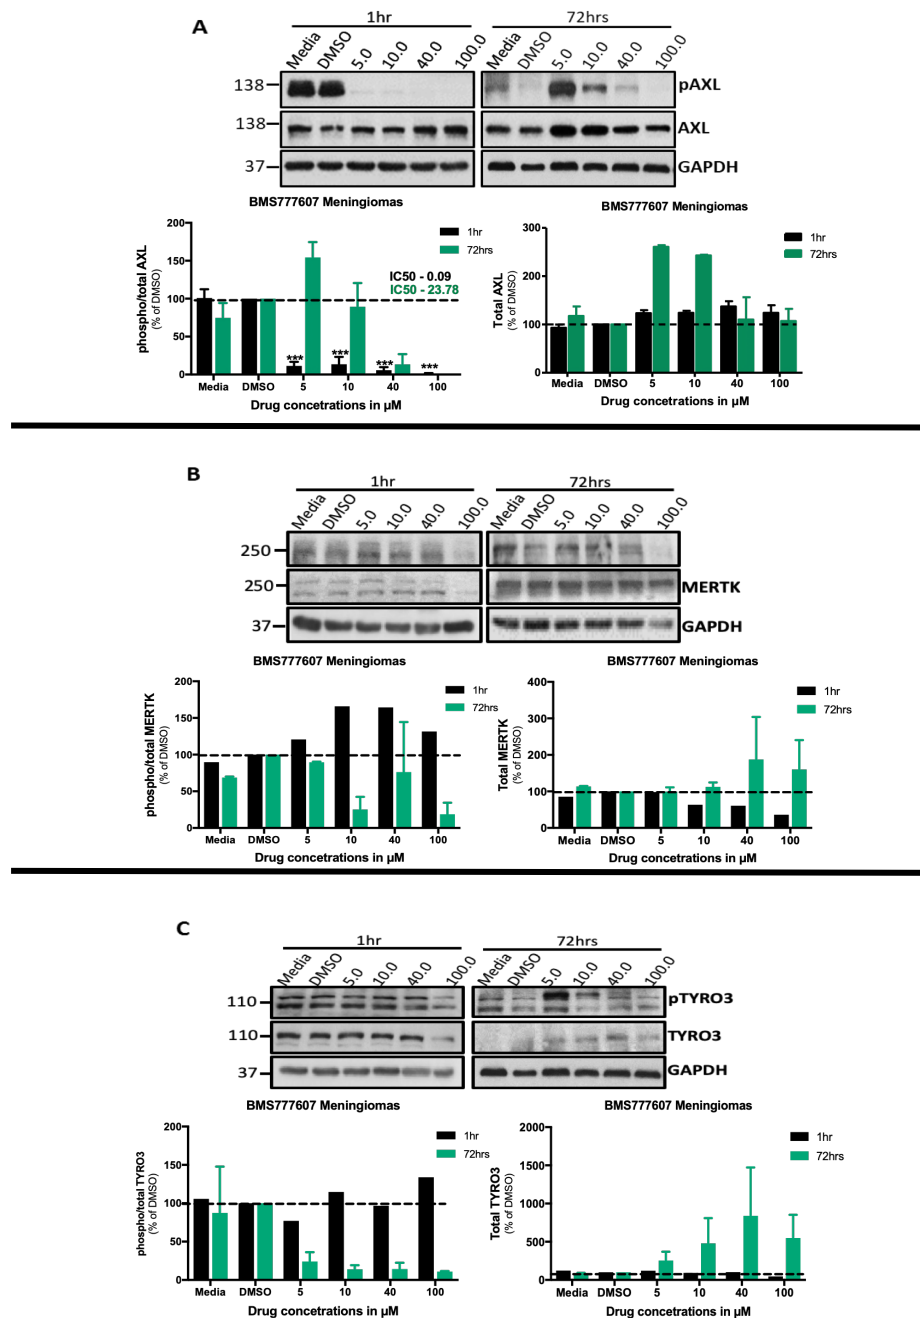 A
1hr
72hrs
Media DMSO 5.0 10.0 40.0 100.0
Media DMSO 5.0 10.0 40.0 100.0
138
pAXL
138
AXL
37
GAPDH
BMS777607 Meningiomas
BMS777607 Meningiomas
phospho/total AXL
(% of DMSO)
200
150
100
50
0
1hr
72hrs
IC50 - 0.09
IC50 - 23.78
***
***
***
***
Media DMSO 5 10 40 100
Drug concetrations in µM
Total AXL
(% of DMSO)
300
200
100
0
1hr
72hrs
Media DMSO 5 10 40 100
Drug concetrations in µM
B
1hr
72hrs
Media DMSO 5.0 10.0 40.0 100.0
Media DMSO 5.0 10.0 40.0 100.0
250
250
MERTK
37
GAPDH
BMS777607 Meningiomas
BMS777607 Meningiomas
phospho/total MERTK
(% of DMSO)
200
150
100
50
0
1hr
72hrs
Media DMSO 5 10 40 100
Drug concetrations in µM
Total MERTK
(% of DMSO)
400
300
200
100
0
1hr
72hrs
Media DMSO 5 10 40 100
Drug concetrations in µM
C
1hr
72hrs
Media DMSO 5.0 10.0 40.0 100.0
Media DMSO 5.0 10.0 40.0 100.0
110
pTYRO3
110
TYRO3
37
GAPDH
BMS777607 Meningiomas
BMS777607 Meningiomas
phospho/total TYRO3
(% of DMSO)
200
150
100
50
0
1hr
72hrs
Media DMSO 5 10 40 100
Drug concetrations in µM
Total TYRO3
(% of DMSO)
2000
1500
1000
500
0
1hr
72hrs
Media DMSO 5 10 40 100
Drug concetrations in µM